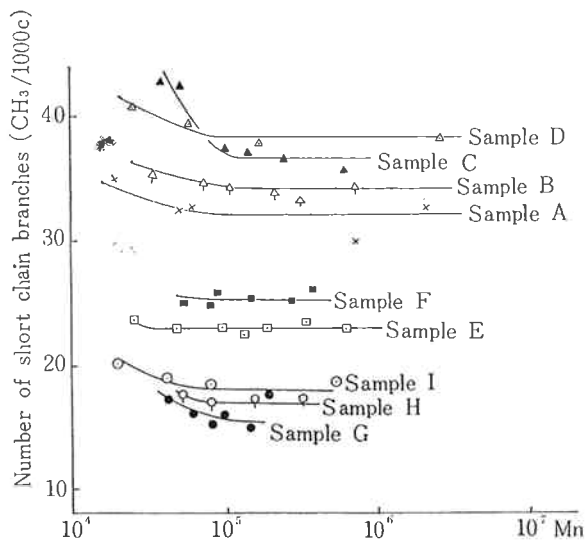 Number of short chain branches (CH₃/1000c)
40
30
20
10
Sample D
Sample C
Sample B
Sample A
Sample F
Sample E
Sample I
Sample H
Sample G
10⁴
10⁵
10⁶
10⁷ Mn